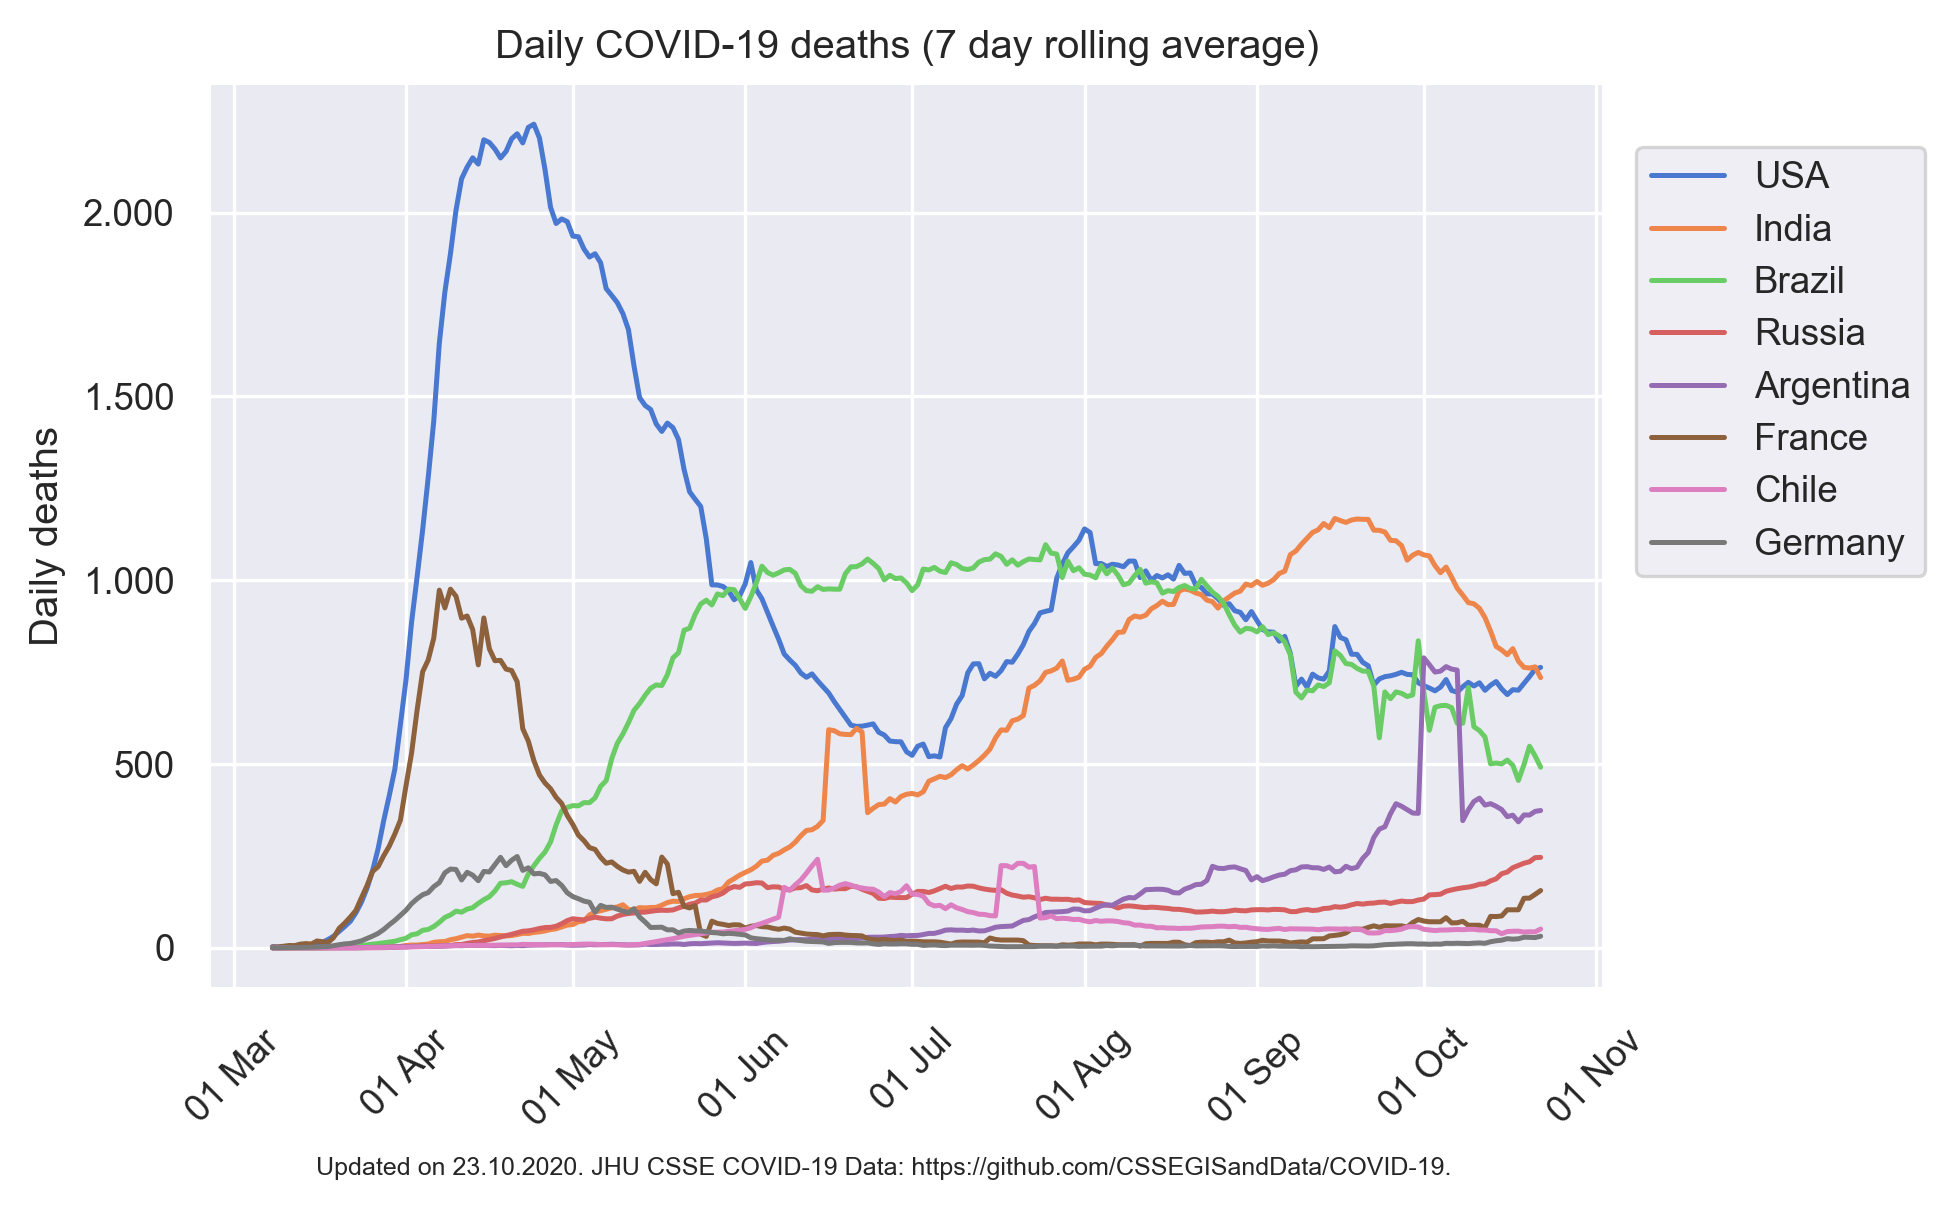 Daily COVID-19 deaths (7 day rolling average)
Daily deaths
2.000
1.500
1.000
500
0
01 Mar
01 Apr
01 May
01 Jun
01 Jul
01 Aug
01 Sep
01 Oct
01 Nov
USA
India
Brazil
Russia
Argentina
France
Chile
Germany
Updated on 23.10.2020. JHU CSSE COVID-19 Data: https://github.com/CSSEGISandData/COVID-19.